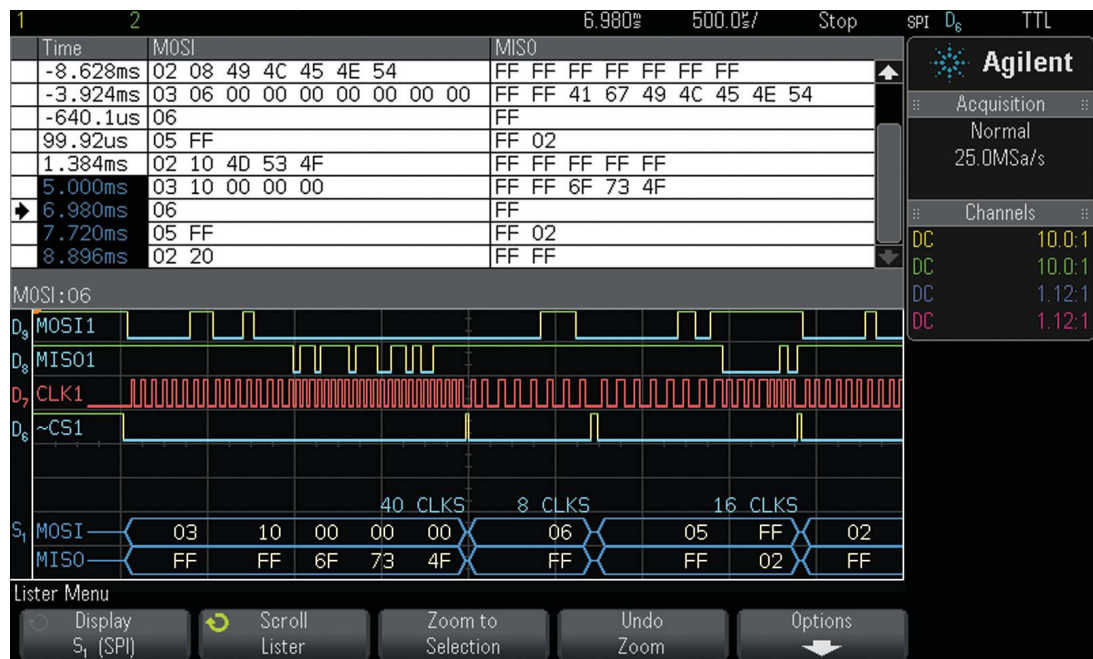 1 2 6.980ms 500.0us/ Stop SPI D6 TTL
Time MOSI MISO
-8.628ms 02 08 49 4C 45 4E 54 FF FF FF FF FF FF FF
-3.924ms 03 06 00 00 00 00 00 00 00 FF FF 41 67 49 4C 45 4E 54
-640.1us 06 FF
99.92us 05 FF FF 02
1.384ms 02 10 4D 53 4F FF FF FF FF FF
5.000ms 03 10 00 00 00 FF FF 6F 73 4F
6.980ms 06 FF
7.720ms 05 FF FF 02
8.896ms 02 20 FF FF
MOSI:06
D9 MOSI1
D8 MISO1
D7 CLK1
D6 ~CS1
40 CLKS 8 CLKS 16 CLKS
S1 MOSI 03 10 00 00 00 06 05 FF 02
MISO FF FF 6F 73 4F FF FF 02 FF
Agilent
Acquisition
Normal
25.0MSa/s
Channels
DC 10.0:1
DC 10.0:1
DC 1.12:1
DC 1.12:1
Lister Menu
Display
S1 (SPI)
Scroll
Lister
Zoom to
Selection
Undo
Zoom
Options